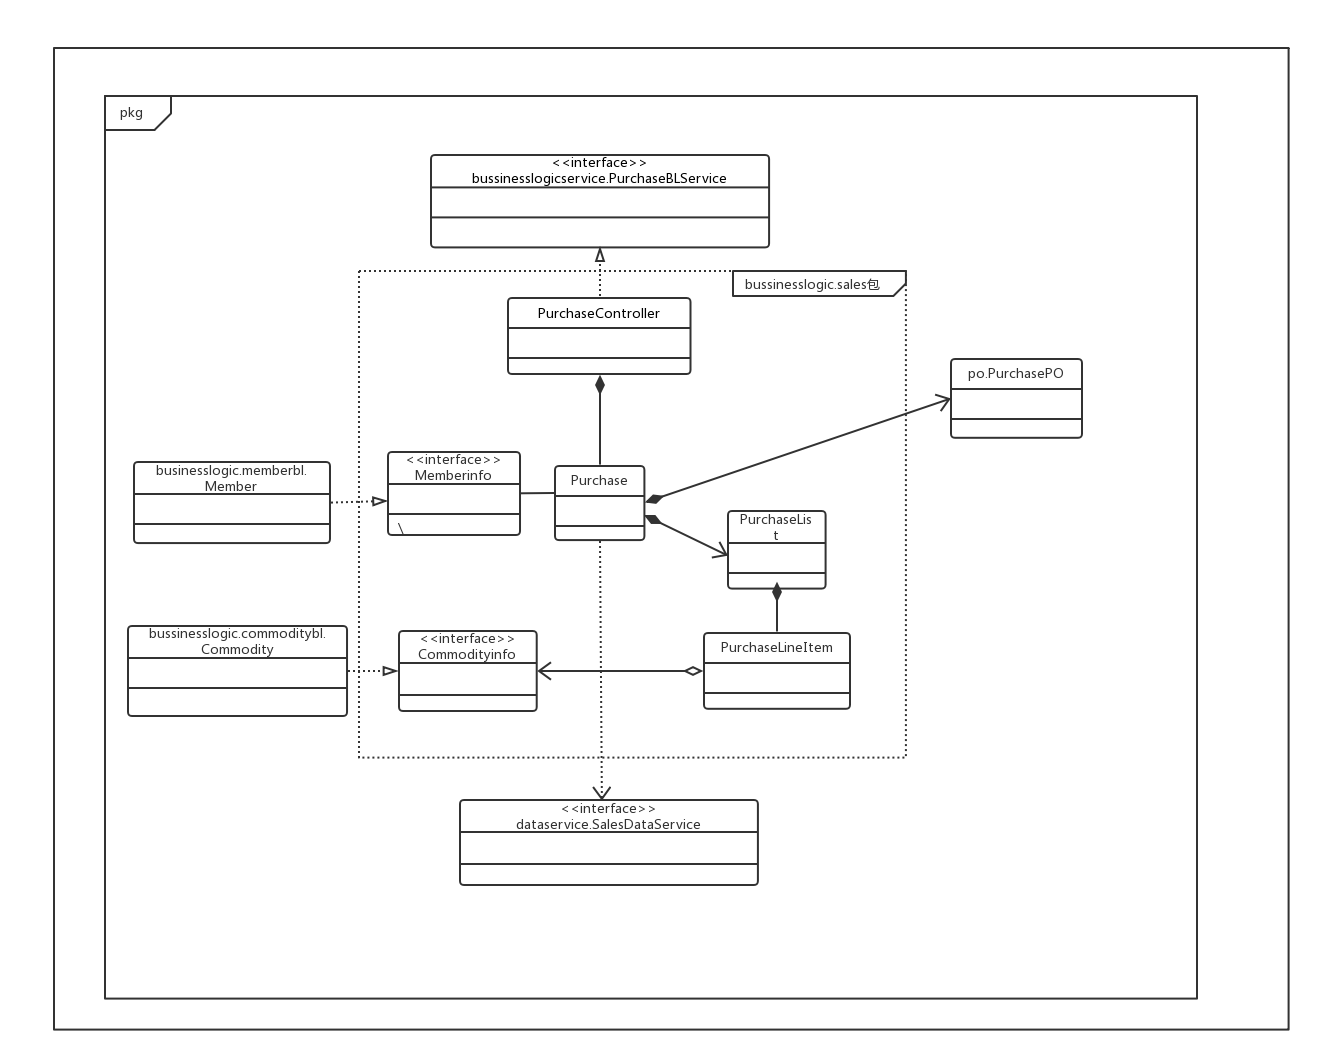 pkg
<<interface>>
bussinesslogicservice.PurchaseBLService
bussinesslogic.sales包
PurchaseController
po.PurchasePO
businesslogic.memberbl.
Member
<<interface>>
Memberinfo
\
Purchase
PurchaseLis
t
bussinesslogic.commoditybl.
Commodity
<<interface>>
Commodityinfo
PurchaseLineItem
<<interface>>
dataservice.SalesDataService